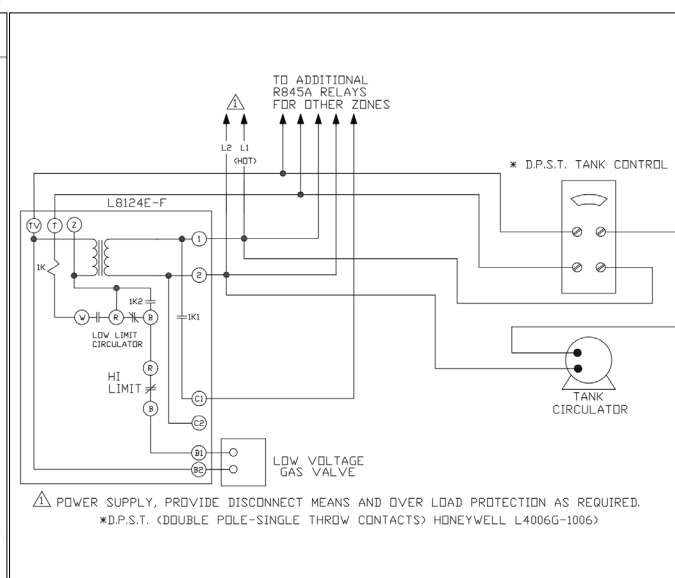 TO ADDITIONAL
R845A RELAYS
FOR OTHER ZONES
1
L2 L1
(HOT)
* D.P.S.T. TANK CONTROL
L8124E-F
TV T Z
1
1K
2
1K2
1K1
W R B
LOW LIMIT
CIRCULATOR
R
HI
LIMIT
B
C1
C2
TANK
CIRCULATOR
B1
B2
LOW VOLTAGE
GAS VALVE
1 POWER SUPPLY, PROVIDE DISCONNECT MEANS AND OVER LOAD PROTECTION AS REQUIRED.
*D.P.S.T. (DOUBLE POLE-SINGLE THROW CONTACTS) HONEYWELL L4006G-1006)